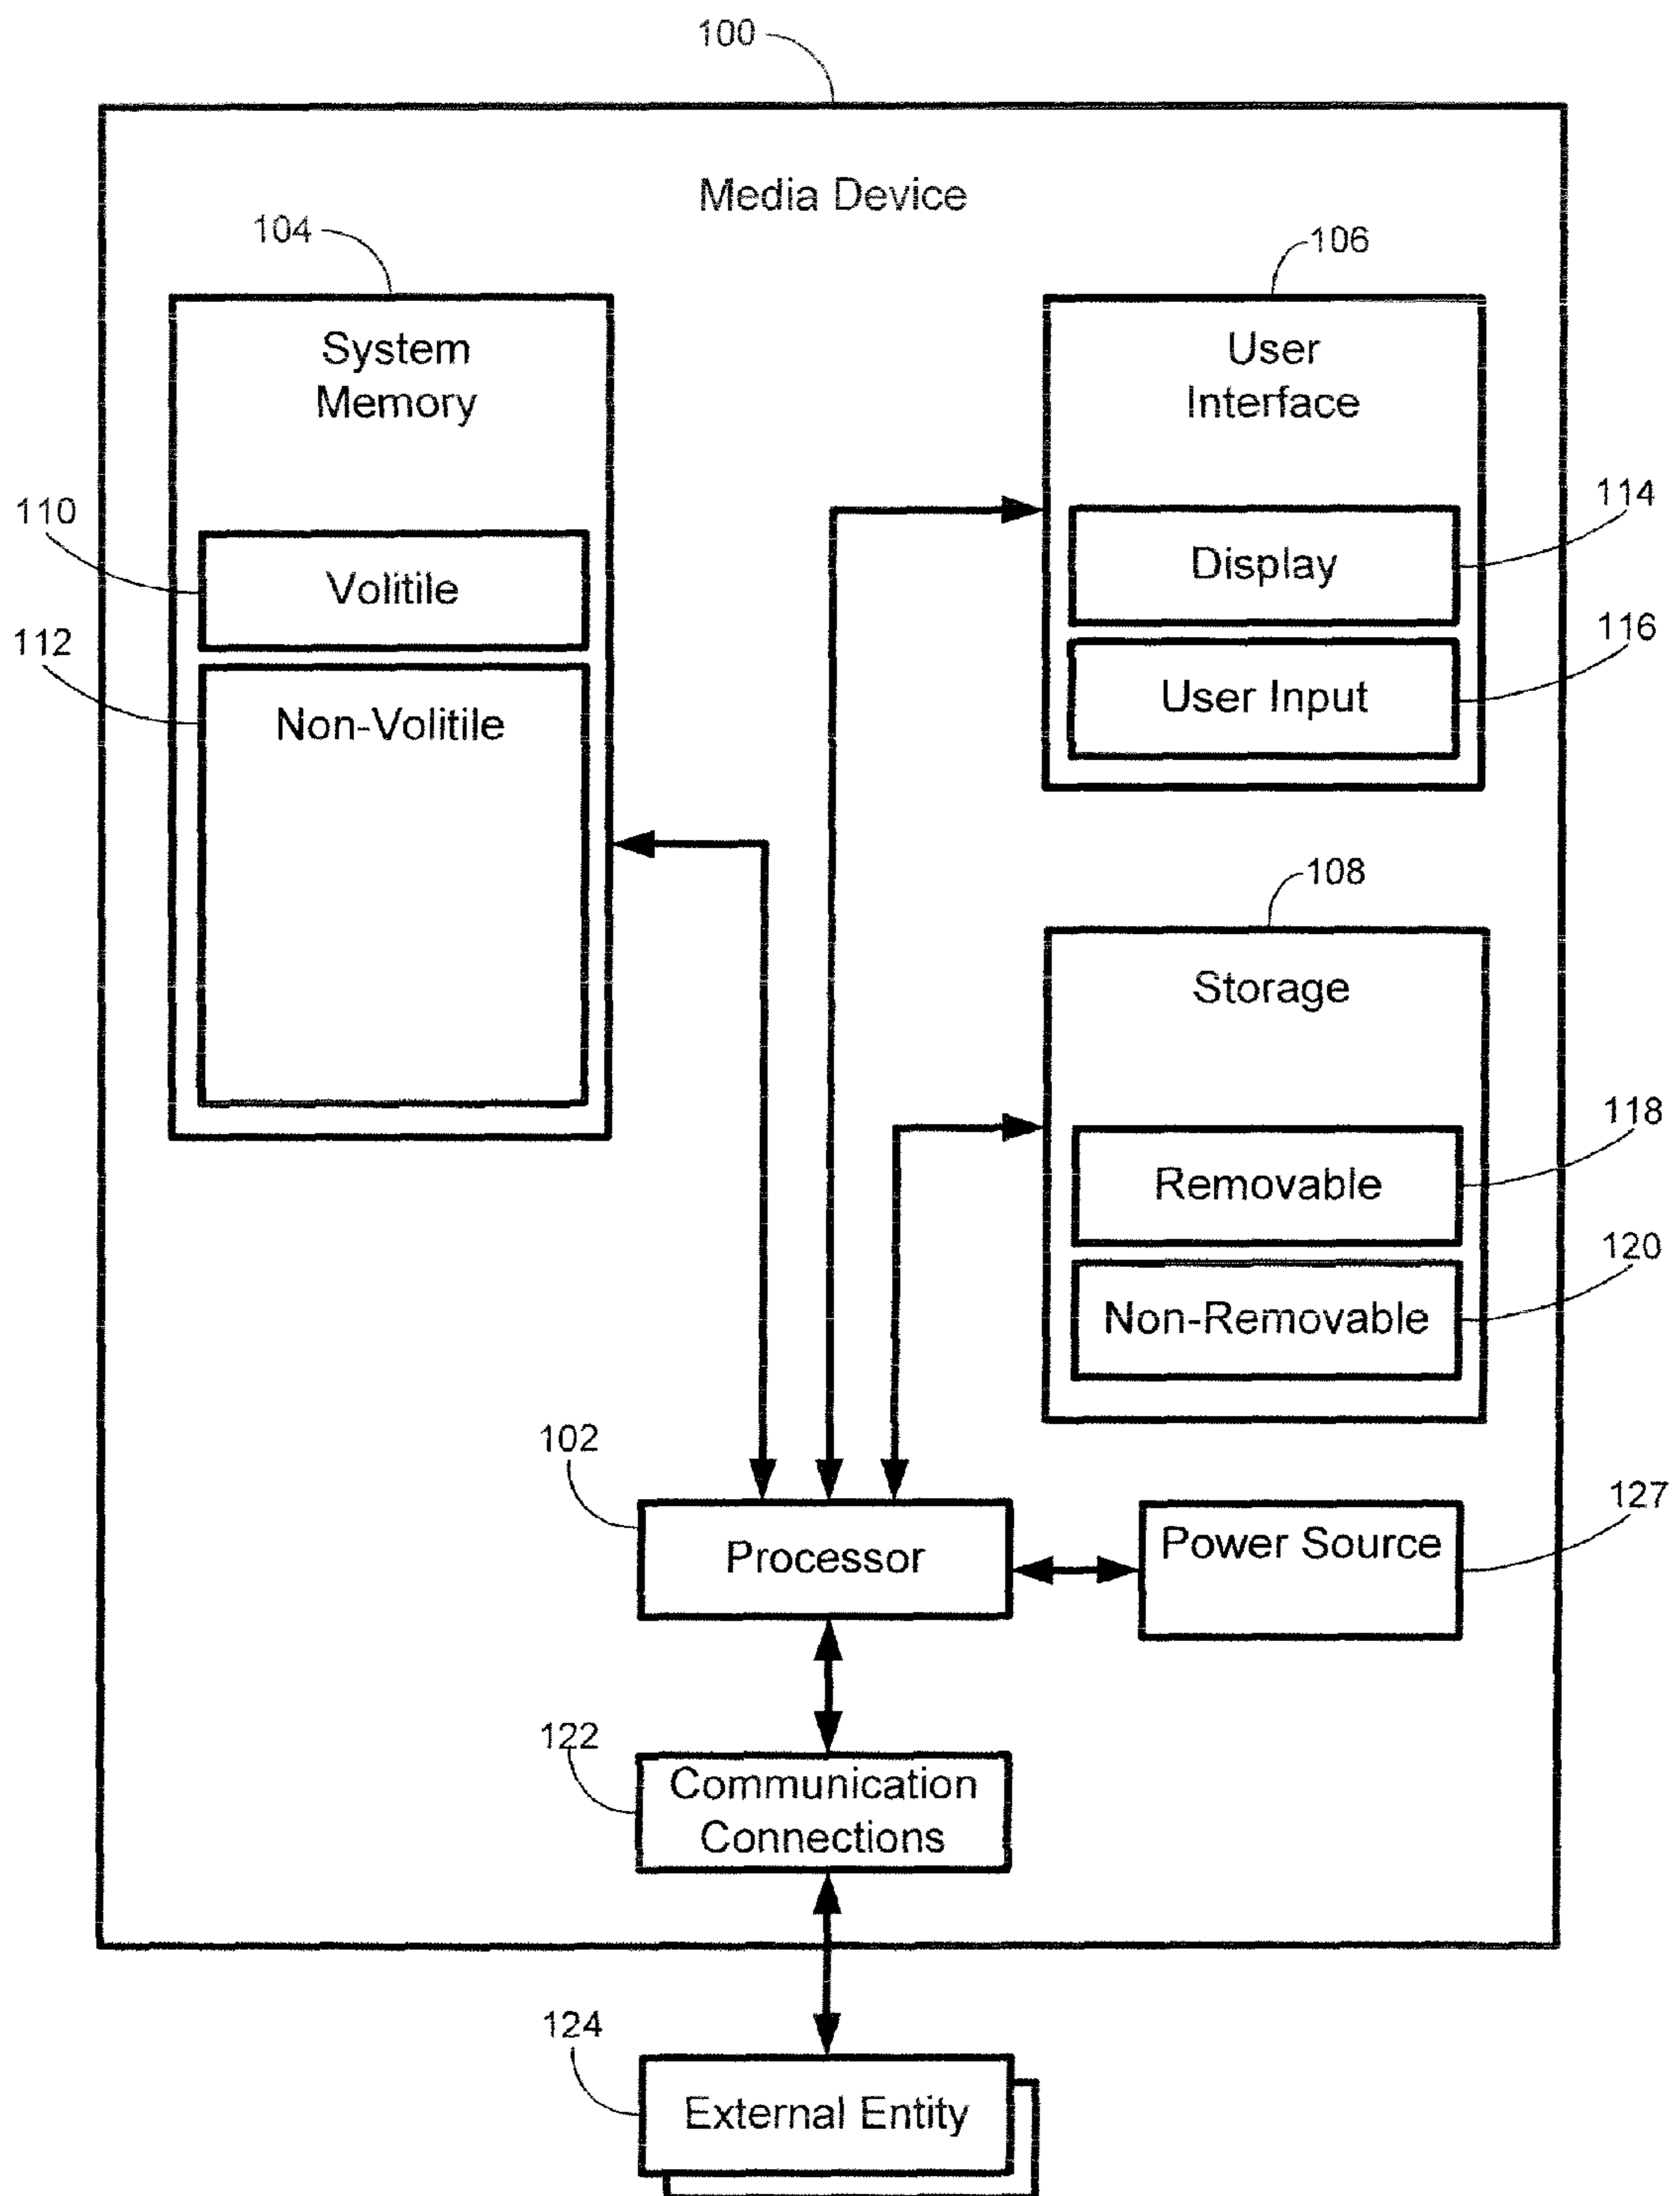 100
Media Device
104
106
System
Memory
User
Interface
110
Volitile
114
Display
112
Non-Volitile
116
User Input
108
Storage
118
Removable
120
Non-Removable
102
Processor
127
Power Source
122
Communication
Connections
124
External Entity